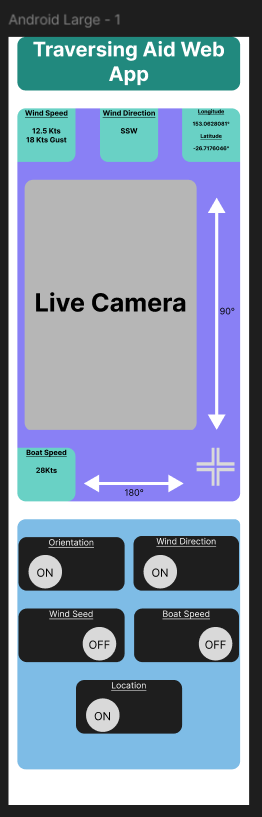 Android Large - 1
Traversing Aid Web
App
Wind Speed
12.5 Kts
18 Kts Gust
Wind Direction
SSW
Longitude
153.0628081°
Latitude
-26.7176046°
Live Camera
90°
Boat Speed
28Kts
180°
Orientation
ON
Wind Direction
ON
Wind Seed
OFF
Boat Speed
OFF
Location
ON